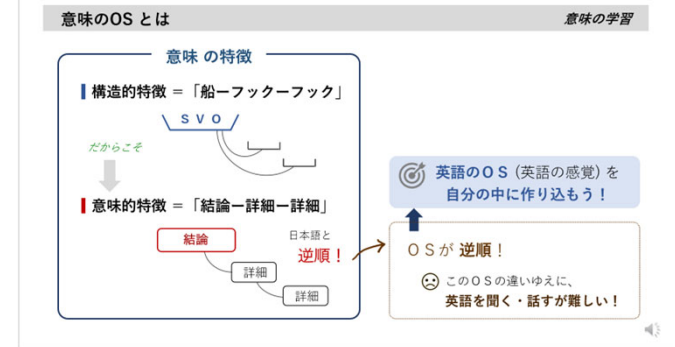 意味のOS とは
意味の学習
意味 の特徴
構造的特徴 = 「船ーフックーフック」
S V O
だからこそ
意味的特徴 = 「結論ー詳細ー詳細」
結論
詳細
詳細
日本語と
逆順！
英語のOS（英語の感覚）を
自分の中に作り込もう！
OSが 逆順！
このOSの違いゆえに、
英語を聞く・話すが難しい！